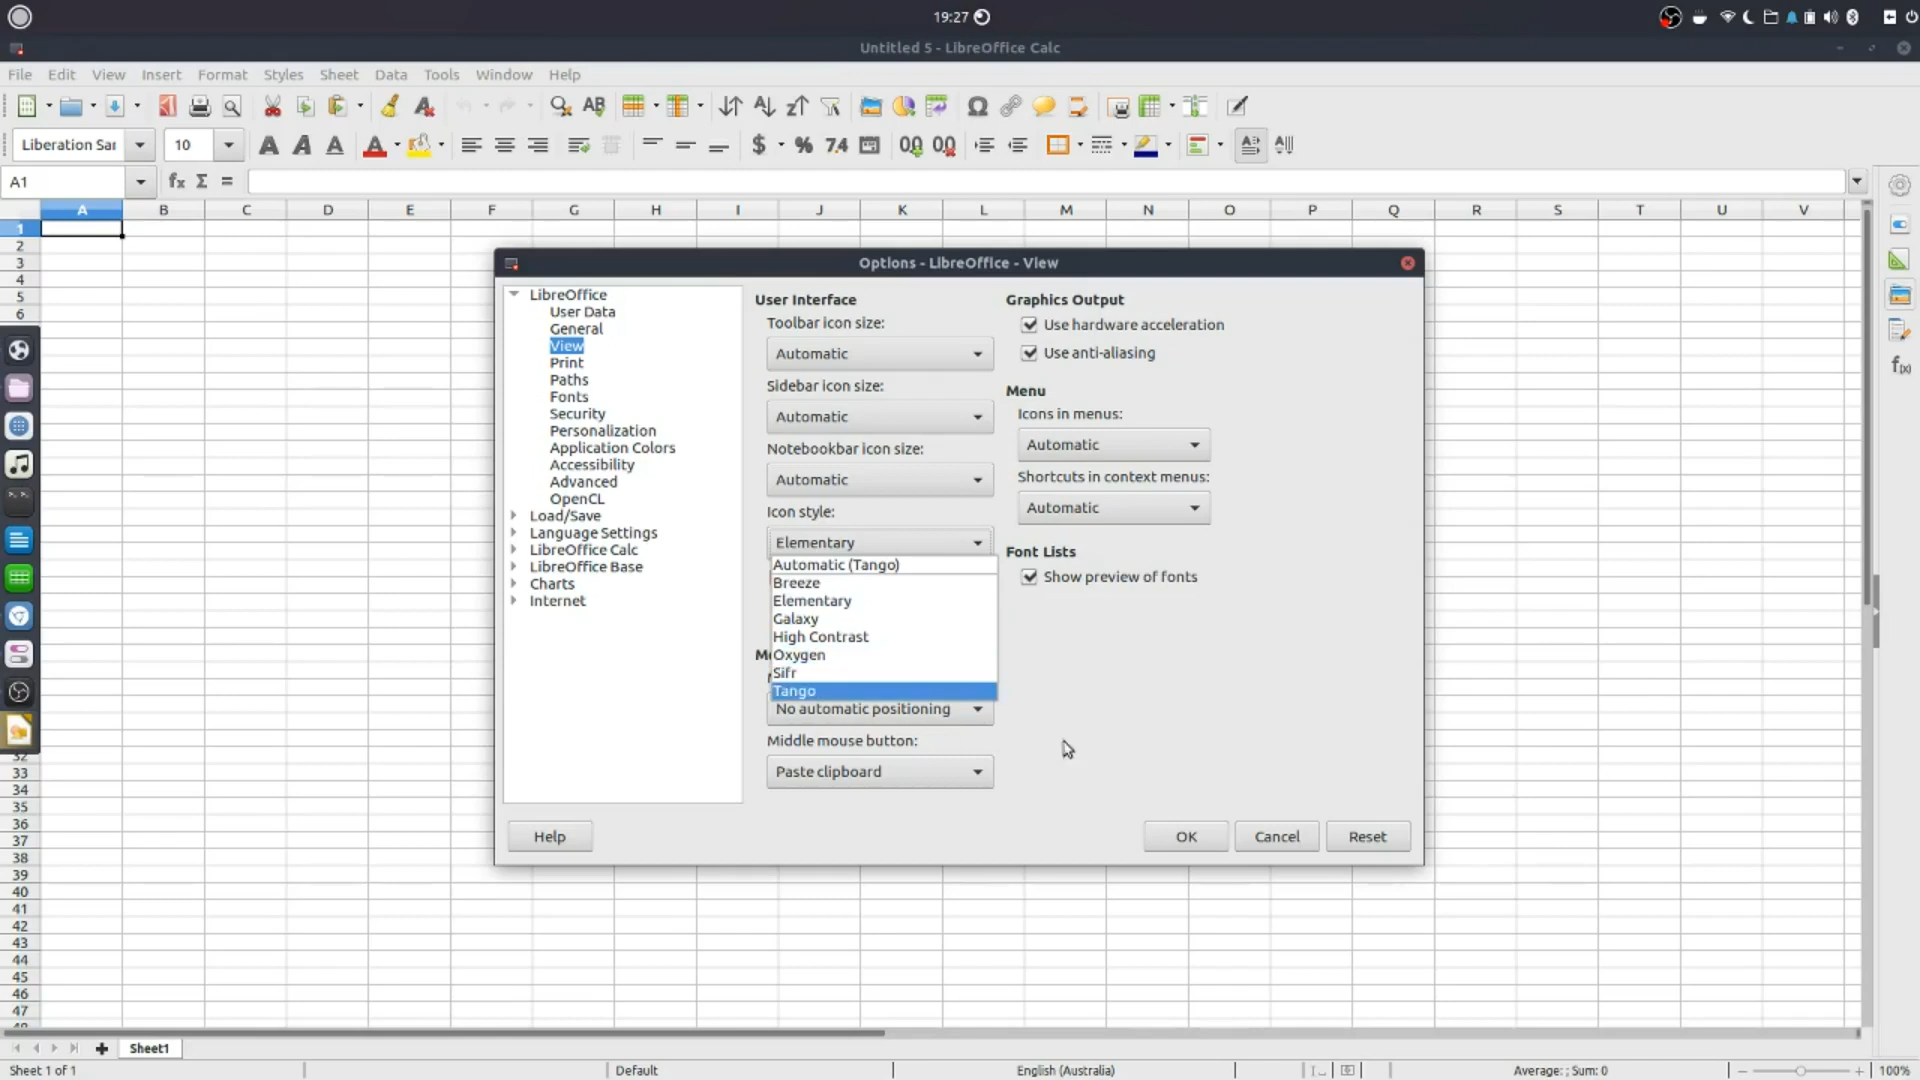 19:27
Untitled 5 - LibreOffice Calc
File Edit View Insert Format Styles Sheet Data Tools Window Help
Liberation Sar 10
A1
A B C D E F G H I J K L M N O P Q R S T U V
1
2
3
4
5
6
32
33
34
35
36
37
38
39
40
41
42
43
44
45
46
47
48
Options - LibreOffice - View
LibreOffice
User Data
General
View
Print
Paths
Fonts
Security
Personalization
Application Colors
Accessibility
Advanced
OpenCL
Load/Save
Language Settings
LibreOffice Calc
LibreOffice Base
Charts
Internet
User Interface
Toolbar icon size:
Automatic
Sidebar icon size:
Automatic
Notebookbar icon size:
Automatic
Icon style:
Elementary
Automatic (Tango)
Breeze
Elementary
Galaxy
High Contrast
Oxygen
Sifr
Tango
No automatic positioning
Middle mouse button:
Paste clipboard
Graphics Output
Use hardware acceleration
Use anti-aliasing
Menu
Icons in menus:
Automatic
Shortcuts in context menus:
Automatic
Font Lists
Show preview of fonts
Help OK Cancel Reset
Sheet1
Sheet 1 of 1 Default English (Australia) Average: ; Sum: 0 100%